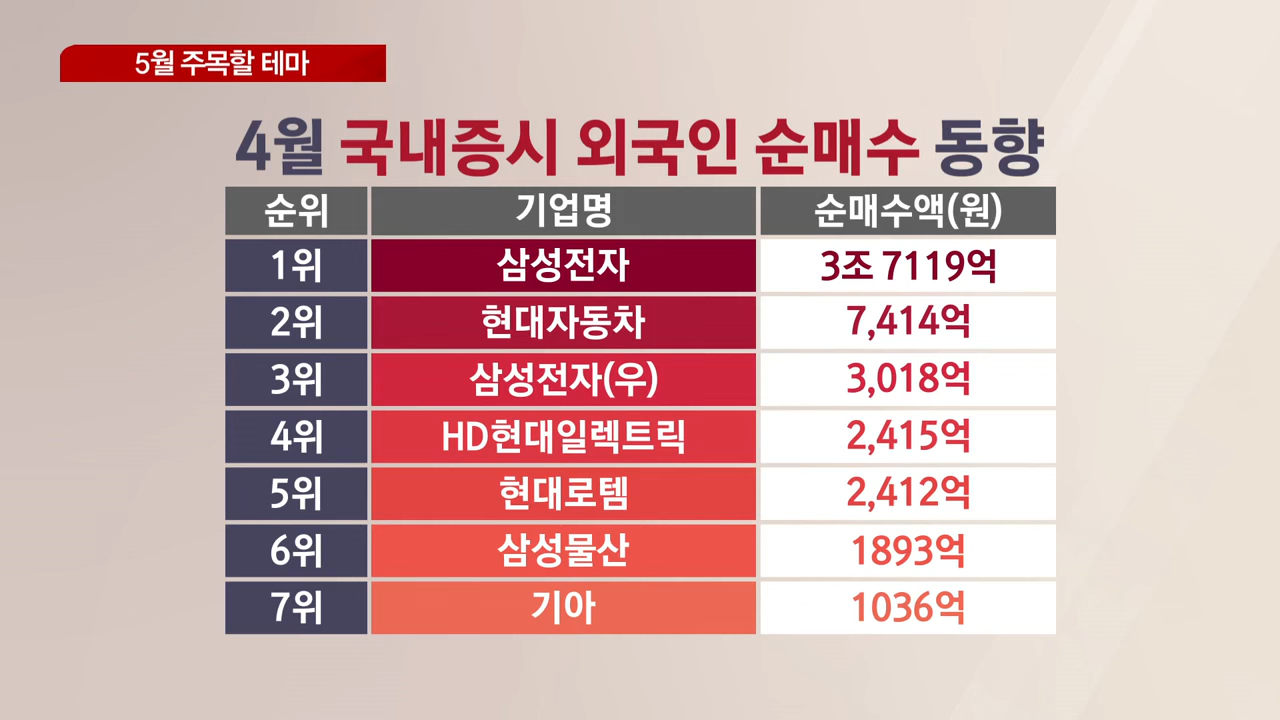 5월 주목할 테마
4월 국내증시 외국인 순매수 동향
순위 기업명 순매수액(원)
1위 삼성전자 3조 7119억
2위 현대자동차 7,414억
3위 삼성전자(우) 3,018억
4위 HD현대일렉트릭 2,415억
5위 현대로템 2,412억
6위 삼성물산 1893억
7위 기아 1036억